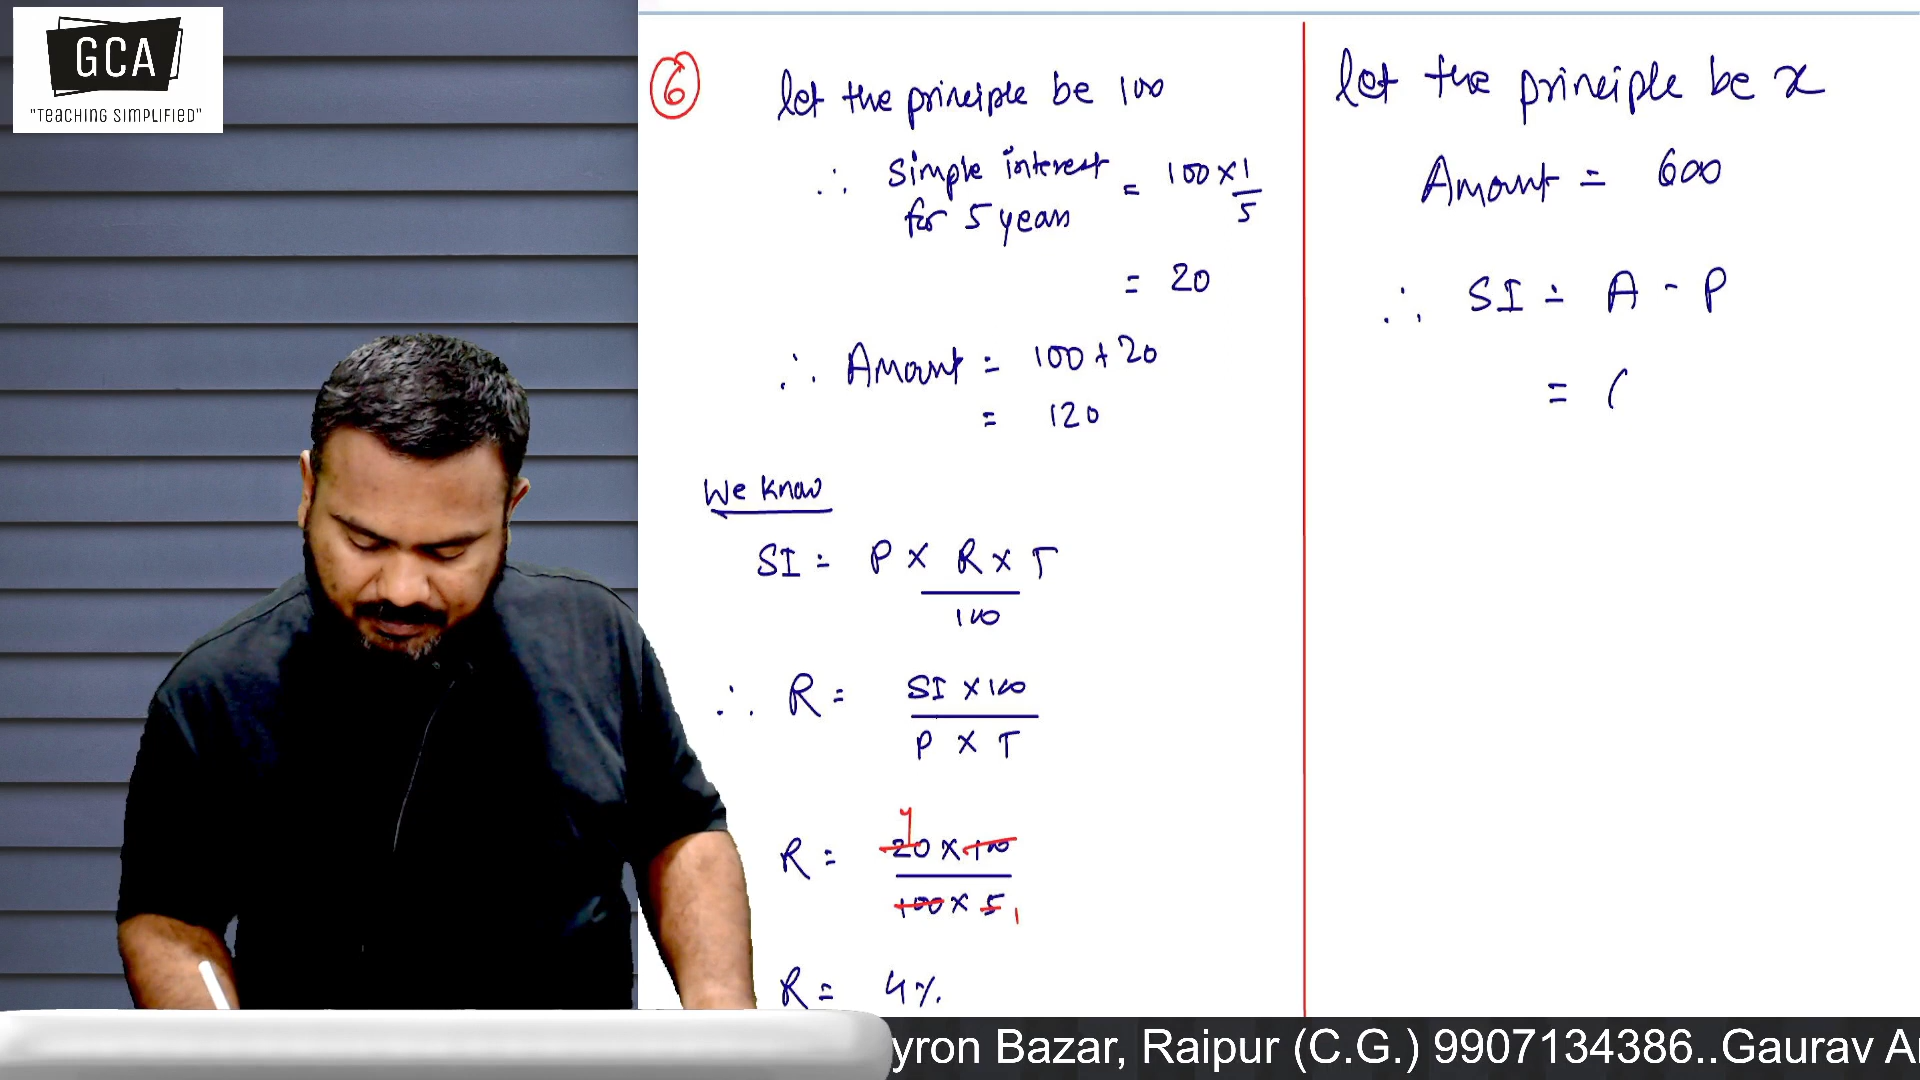 GCA
"TEACHING SIMPLIFIED"
6
let the principle be 100
∴ Simple interest for 5 years = 100 × 1/5
= 20
∴ Amount = 100 + 20
= 120
We know
SI = P × R × T / 100
∴ R = SI × 100 / P × T
R = 20 × 100 / 100 × 5
4
1
R = 4%
let the principle be x
Amount = 600
∴ SI = A - P
= (
yron Bazar, Raipur (C.G.) 9907134386..Gaurav A